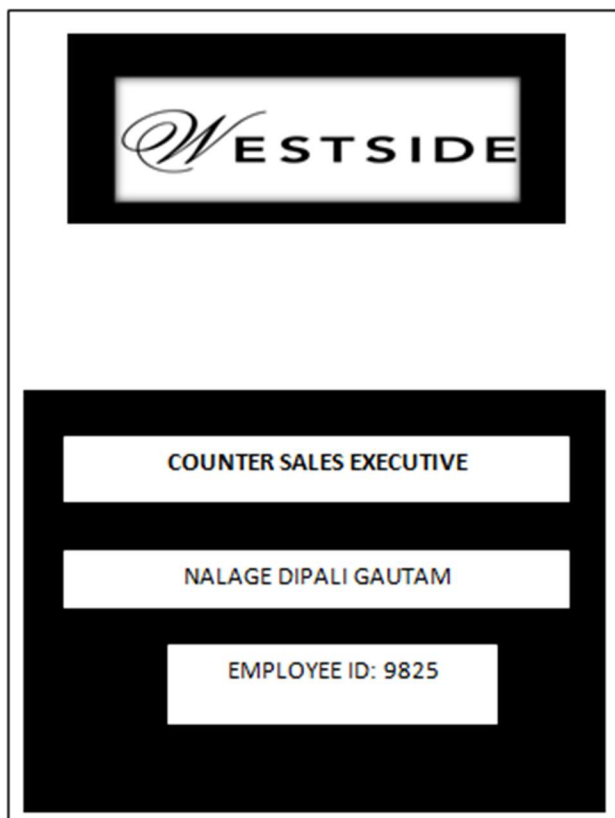 WESTSIDE
COUNTER SALES EXECUTIVE
NALAGE DIPALI GAUTAM
EMPLOYEE ID: 9825